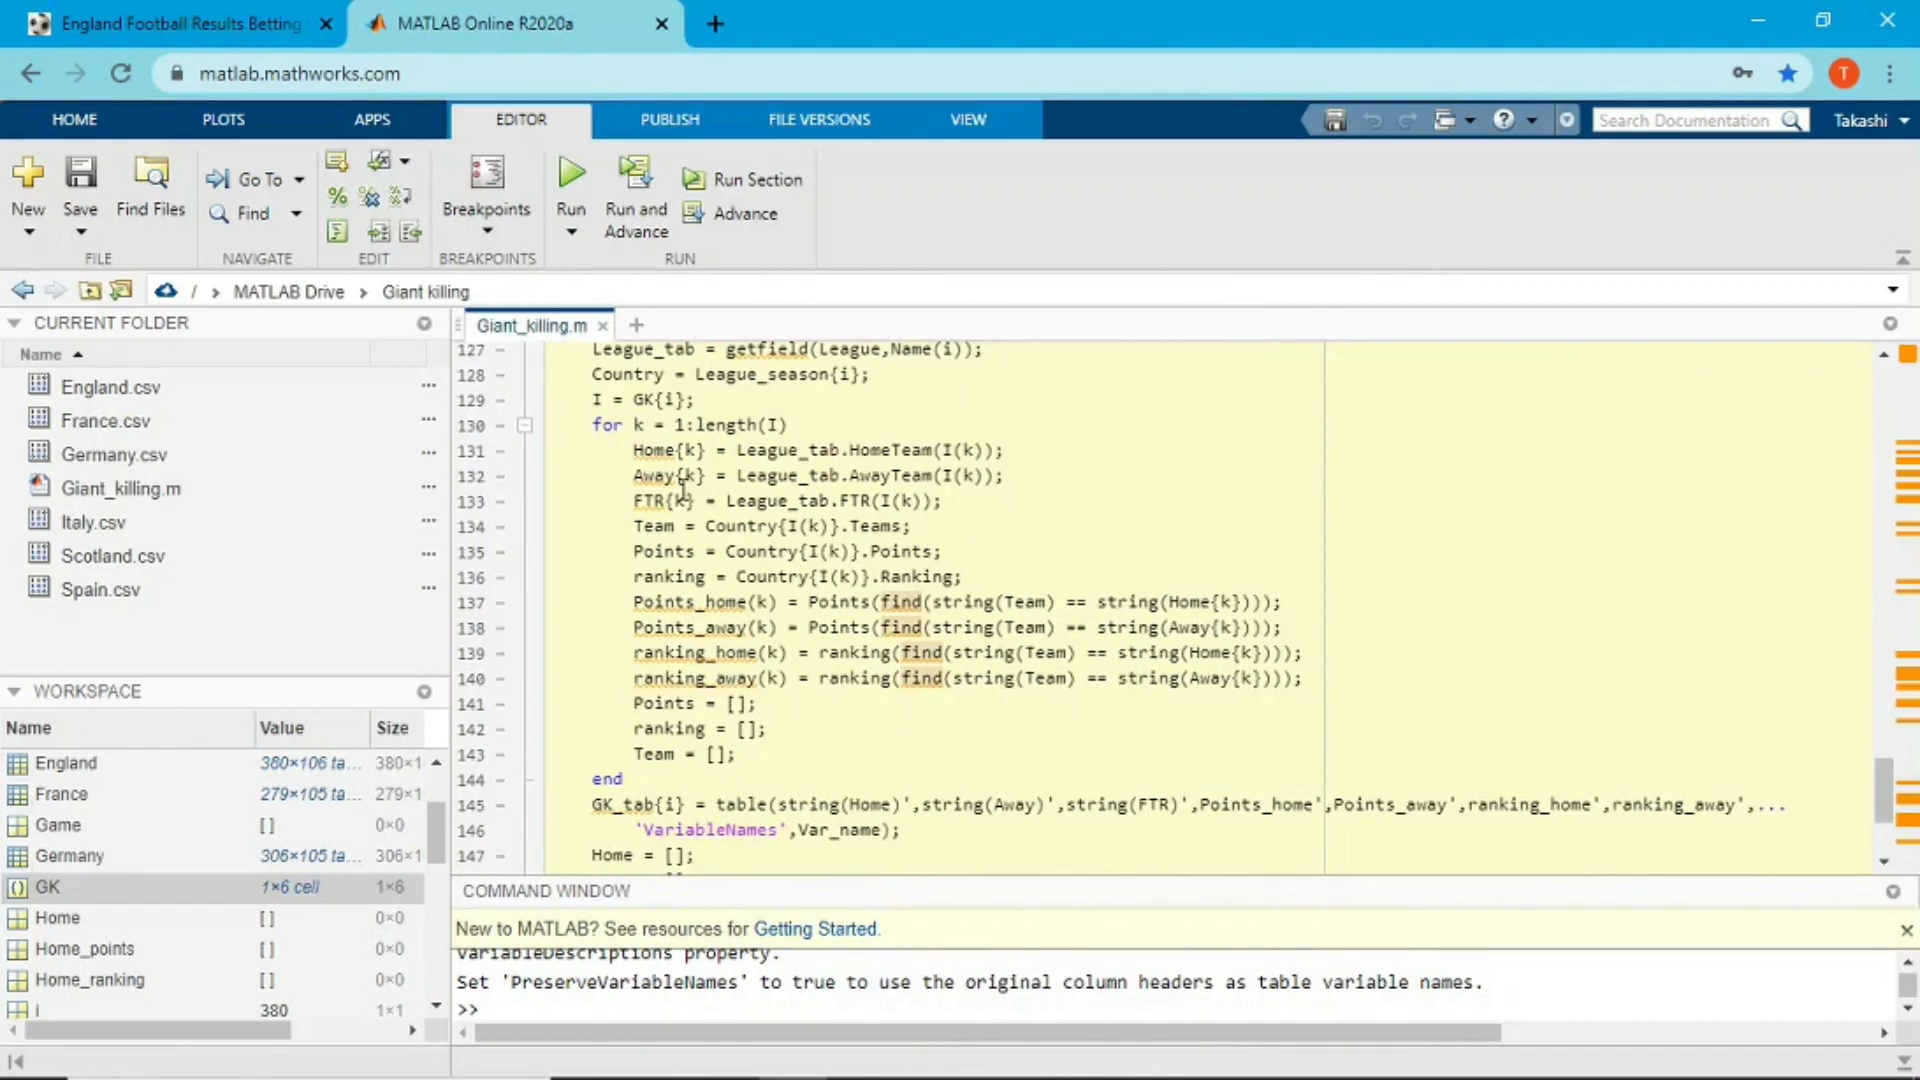 England Football Results Betting
MATLAB Online R2020a
matlab.mathworks.com
T
HOME
PLOTS
APPS
EDITOR
PUBLISH
FILE VERSIONS
VIEW
Search Documentation
Takashi
New
Save
Find Files
Go To
Find
Breakpoints
Run
Run and
Advance
Run Section
Advance
FILE
NAVIGATE
EDIT
BREAKPOINTS
RUN
/ > MATLAB Drive > Giant killing
CURRENT FOLDER
Name
England.csv
France.csv
Germany.csv
Giant_killing.m
Italy.csv
Scotland.csv
Spain.csv
WORKSPACE
Name Value Size
England 380×106 ta... 380×1
France 279×105 ta... 279×1
Game [] 0×0
Germany 306×105 ta... 306×1
GK 1×6 cell 1×6
Home [] 0×0
Home_points [] 0×0
Home_ranking [] 0×0
i 380 1×1
Giant_killing.m
127 – League_tab = getfield(League,Name(i));
128 – Country = League_season{i};
129 – I = GK{i};
130 – for k = 1:length(I)
131 – Home{k} = League_tab.HomeTeam(I(k));
132 – Away{k} = League_tab.AwayTeam(I(k));
133 – FTR{k} = League_tab.FTR(I(k));
134 – Team = Country{I(k)}.Teams;
135 – Points = Country{I(k)}.Points;
136 – ranking = Country{I(k)}.Ranking;
137 – Points_home(k) = Points(find(string(Team) == string(Home{k})));
138 – Points_away(k) = Points(find(string(Team) == string(Away{k})));
139 – ranking_home(k) = ranking(find(string(Team) == string(Home{k})));
140 – ranking_away(k) = ranking(find(string(Team) == string(Away{k})));
141 – Points = [];
142 – ranking = [];
143 – Team = [];
144 – end
145 – GK_tab{i} = table(string(Home)',string(Away)',string(FTR)',Points_home',Points_away',ranking_home',ranking_away',...
146 'VariableNames',Var_name);
147 – Home = [];
COMMAND WINDOW
New to MATLAB? See resources for Getting Started.
VariableDescriptions property.
Set 'PreserveVariableNames' to true to use the original column headers as table variable names.
>>